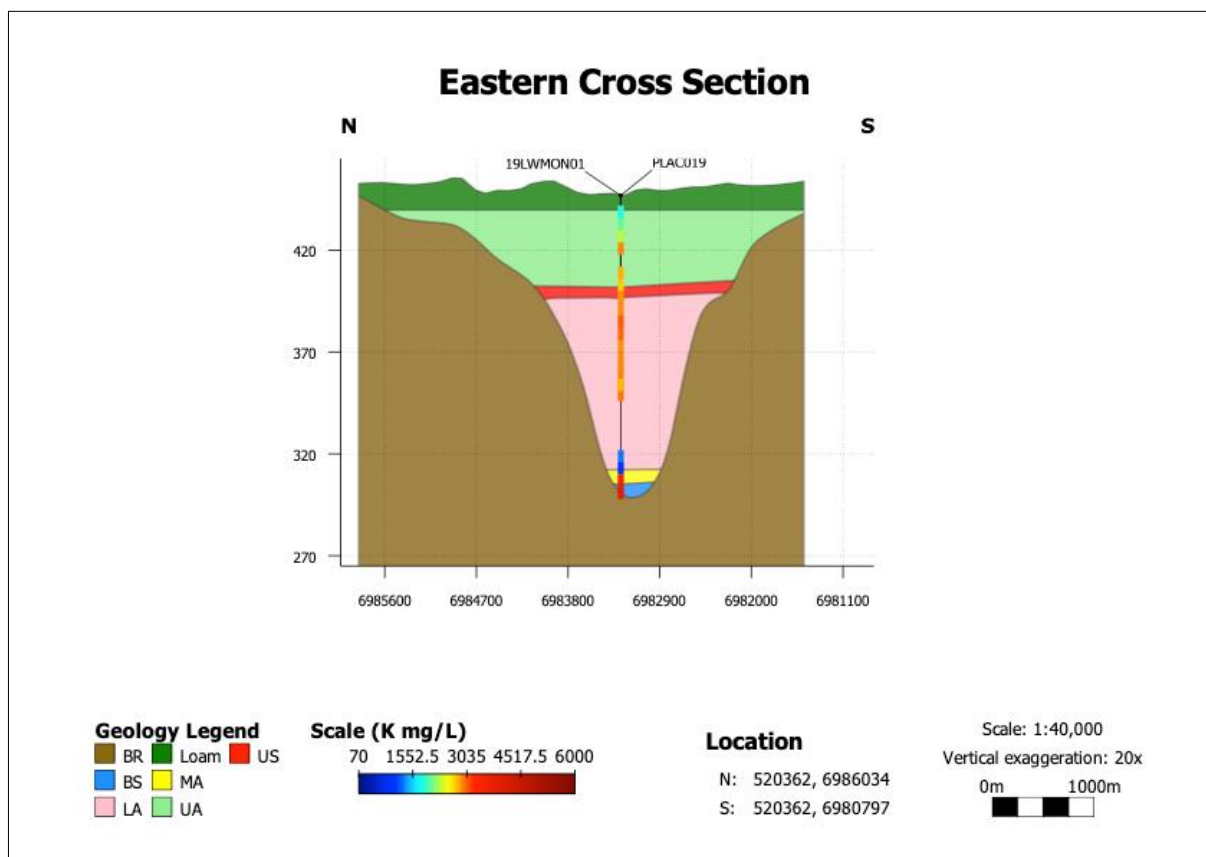 Eastern Cross Section
N S
19LWMON01 PLAC019
420
370
320
270
6985600 6984700 6983800 6982900 6982000 6981100
Geology Legend
BR Loam US
BS MA
LA UA
Scale (K mg/L)
70 1552.5 3035 4517.5 6000
Location
N: 520362, 6986034
S: 520362, 6980797
Scale: 1:40,000
Vertical exaggeration: 20x
0m 1000m